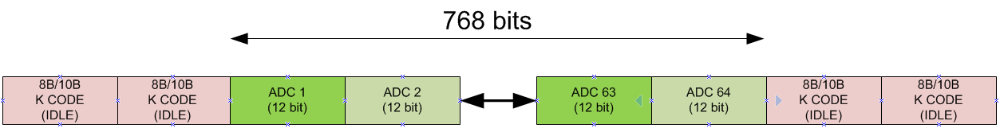 768 bits
8B/10B
K CODE
(IDLE)
8B/10B
K CODE
(IDLE)
ADC 1
(12 bit)
ADC 2
(12 bit)
ADC 63
(12 bit)
ADC 64
(12 bit)
8B/10B
K CODE
(IDLE)
8B/10B
K CODE
(IDLE)